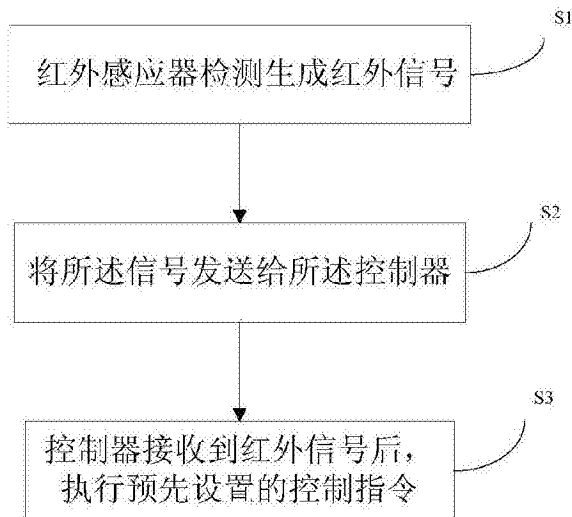 S1
红外感应器检测生成红外信号
S2
将所述信号发送给所述控制器
S3
控制器接收到红外信号后，
执行预先设置的控制指令